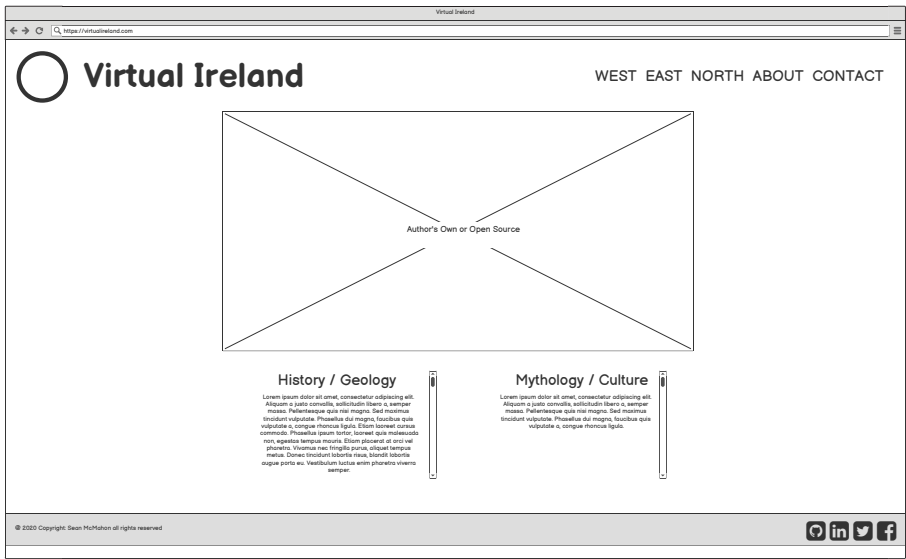 Virtual Ireland
https://virtualireland.com
Virtual Ireland
WEST EAST NORTH ABOUT CONTACT
Author's Own or Open Source
History / Geology
Lorem ipsum dolor sit amet, consectetur adipiscing elit.
Aliquam a justo convallis, sollicitudin libero a, semper
massa. Pellentesque quis nisi magna. Sed maximus
tincidunt vulputate. Phasellus dui magna, faucibus quis
vulputate a, congue rhoncus ligula. Etiam laoreet cursus
commodo. Phasellus ipsum tortor, laoreet quis malesuada
non, egestas tempus mauris. Etiam placerat at orci vel
pharetra. Vivamus nec fringilla purus, aliquet tempus
metus. Donec tincidunt lobortis risus, blandit lobortis
augue porta eu. Vestibulum luctus enim pharetra viverra
semper.
Mythology / Culture
Lorem ipsum dolor sit amet, consectetur adipiscing elit.
Aliquam a justo convallis, sollicitudin libero a, semper
massa. Pellentesque quis nisi magna. Sed maximus
tincidunt vulputate. Phasellus dui magna, faucibus quis
vulputate a, congue rhoncus ligula.
© 2020 Copyright: Sean McMahon all rights reserved